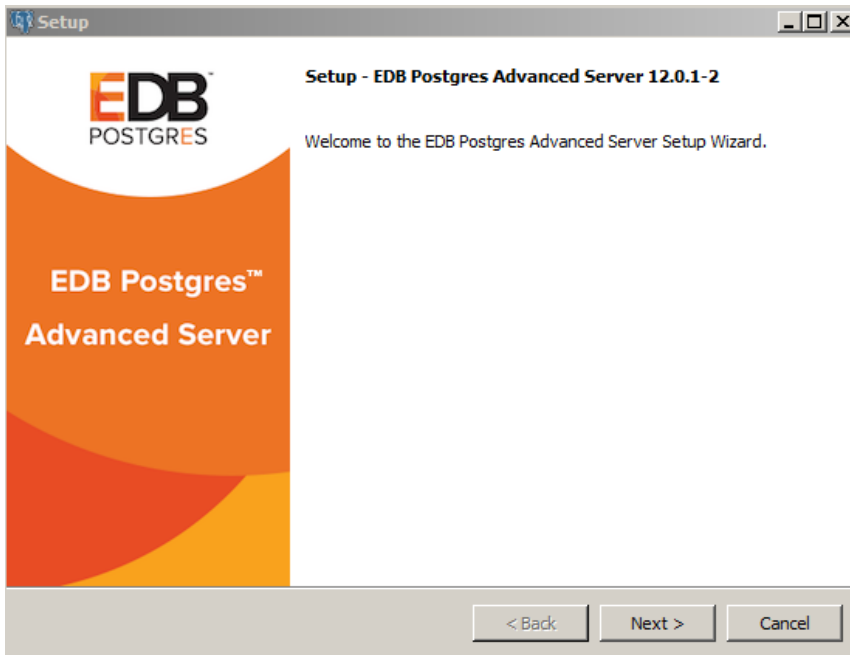 Setup
EDB
POSTGRES
EDB Postgres™
Advanced Server
Setup - EDB Postgres Advanced Server 12.0.1-2
Welcome to the EDB Postgres Advanced Server Setup Wizard.
< Back
Next >
Cancel